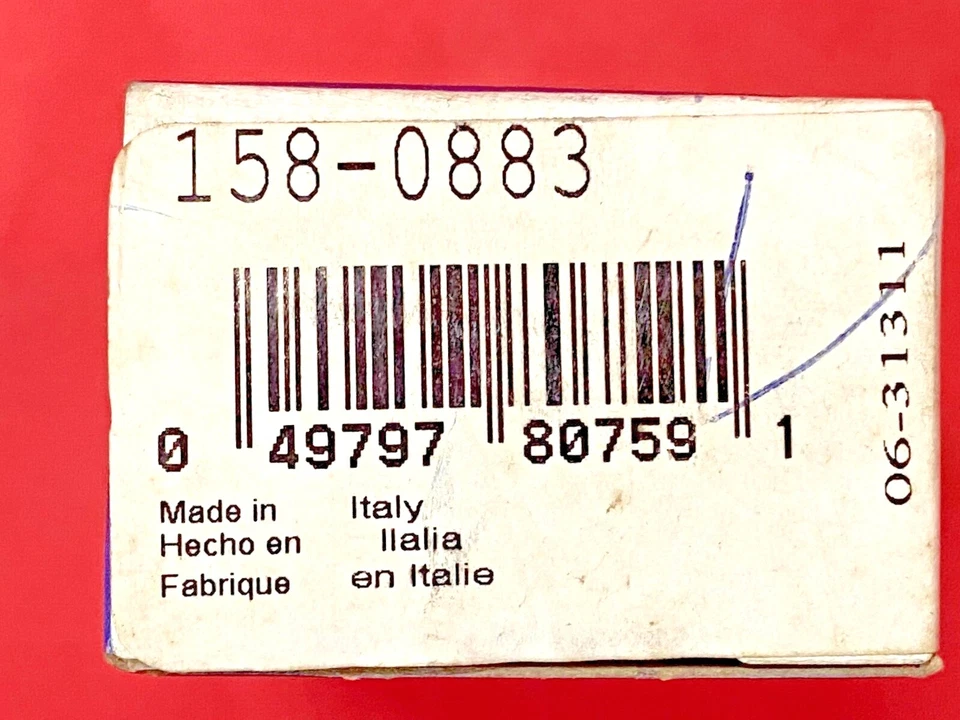 158-0883
0 49797 80759 1
Made in Italy
Hecho en Ilalia
Fabrique en Italie
06-31311